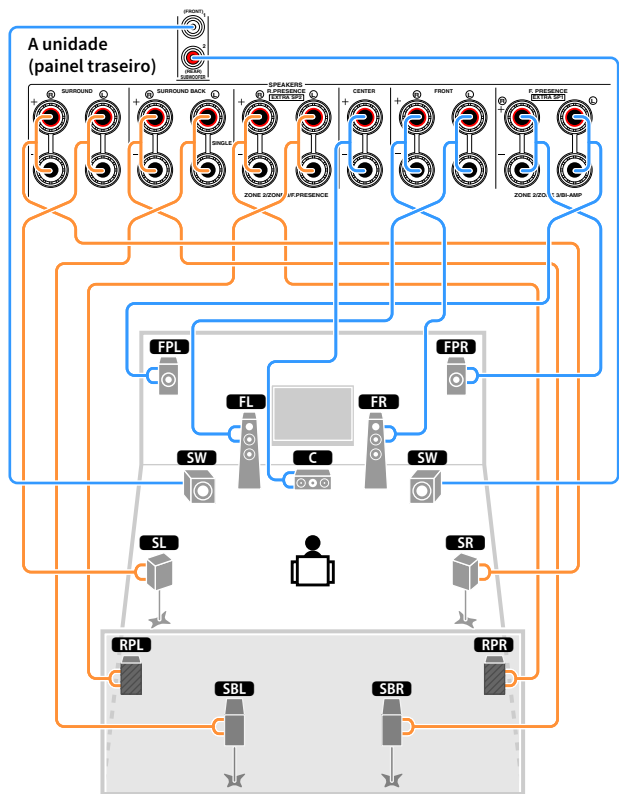 (FRONT)
1
A unidade
(painel traseiro)
2
(REAR)
SUBWOOFER
SPEAKERS
SURROUND
SURROUND BACK
R.PRESENCE
EXTRA SP2
CENTER
FRONT
F. PRESENCE
EXTRA SP1
R L R L R L R L R L
+ + + + + +
SINGLE
– – – – – –
ZONE 2/ZONE 3/F.PRESENCE
ZONE 2/ZONE 3/BI-AMP
FPL FPR
FL FR
SW C SW
SL SR
RPL RPR
SBL SBR